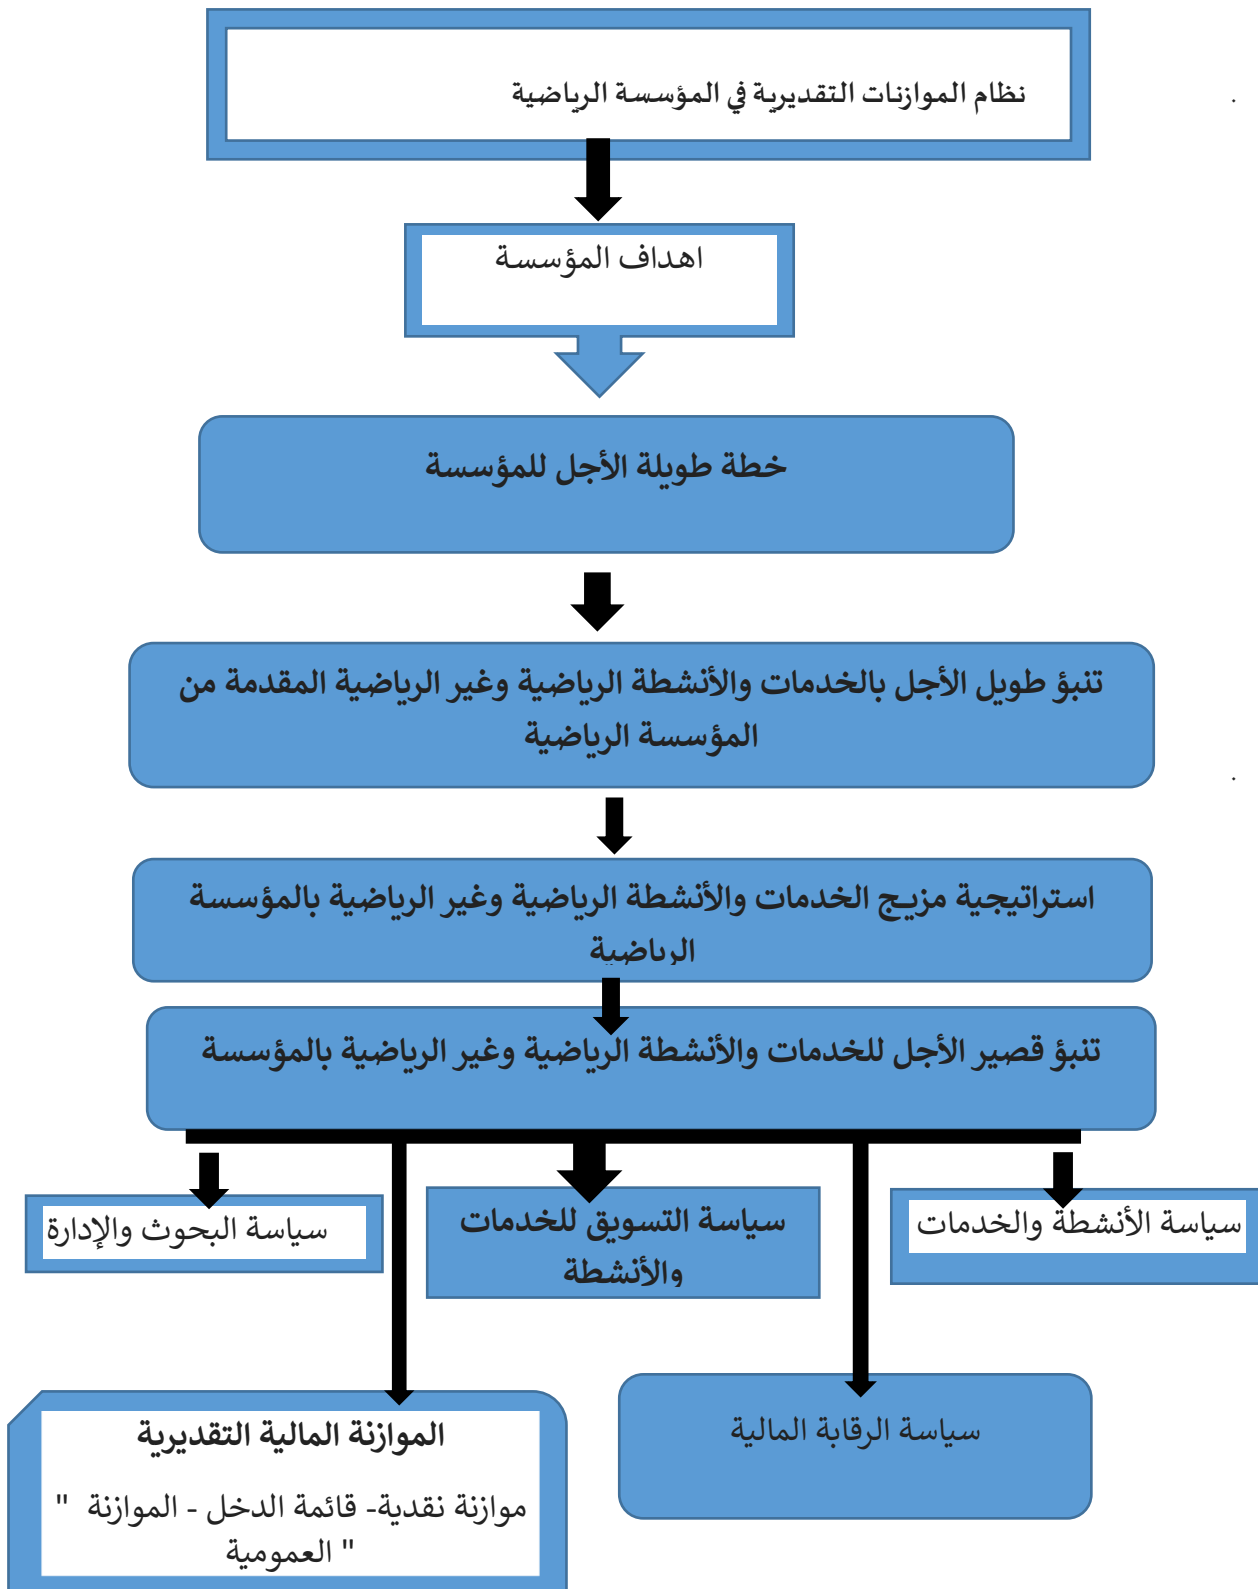 نظام الموازنات التقديرية في المؤسسة الرياضية
اهداف المؤسسة
خطة طويلة الأجل للمؤسسة
تنبؤ طويل الأجل بالخدمات والأنشطة الرياضية وغير الرياضية المقدمة من
المؤسسة الرياضية
استراتيجية مزيج الخدمات والأنشطة الرياضية وغير الرياضية بالمؤسسة
الرياضية
تنبؤ قصير الأجل للخدمات والأنشطة الرياضية وغير الرياضية بالمؤسسة
سياسة الأنشطة والخدمات
سياسة التسويق للخدمات
والأنشطة
سياسة البحوث والإدارة
سياسة الرقابة المالية
الموازنة المالية التقديرية
" موازنة نقدية- قائمة الدخل - الموازنة
العمومية "